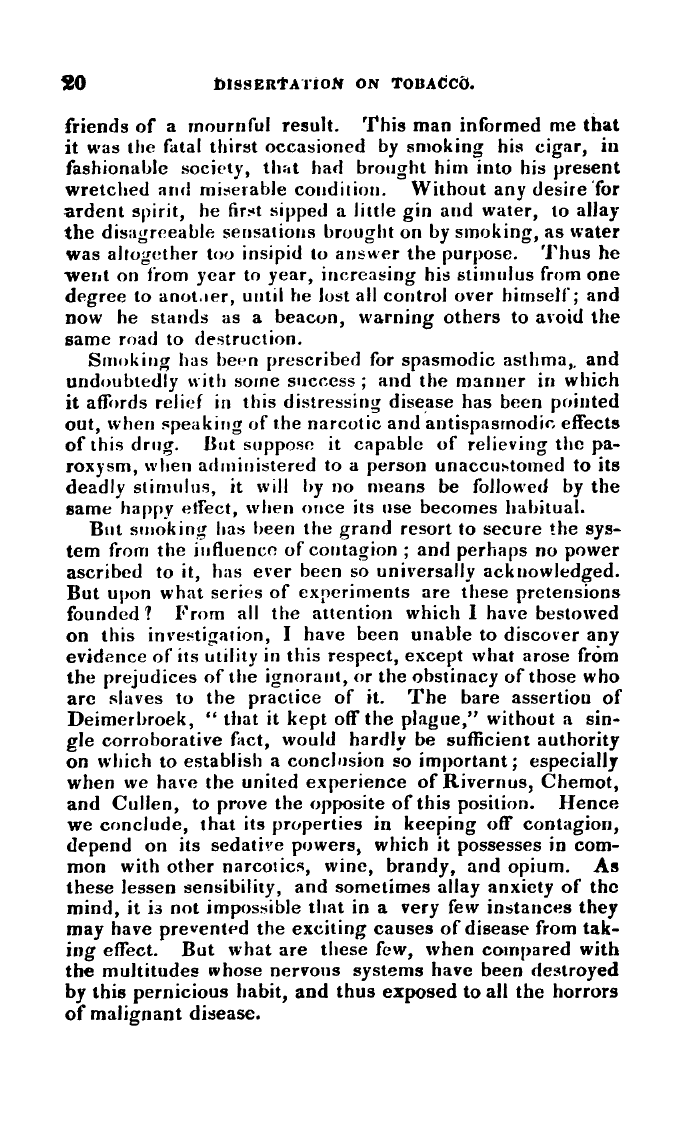 20 DISSERTATION ON TOBACCO.
friends of a mournful result. This man informed me that
it was the fatal thirst occasioned by smoking his cigar, in
fashionable society, that had brought him into his present
wretched and miserable condition. Without any desire for
ardent spirit, he first sipped a little gin and water, to allay
the disagreeable sensations brought on by smoking, as water
was altogether too insipid to answer the purpose. Thus he
went on from year to year, increasing his stimulus from one
degree to another, until he lost all control over himself; and
now he stands as a beacon, warning others to avoid the
same road to destruction.
Smoking has been prescribed for spasmodic asthma, and
undoubtedly with some success; and the manner in which
it affords relief in this distressing disease has been pointed
out, when speaking of the narcotic and antispasmodic effects
of this drug. But suppose it capable of relieving the pa-
roxysm, when administered to a person unaccustomed to its
deadly stimulus, it will by no means be followed by the
same happy effect, when once its use becomes habitual.
But smoking has been the grand resort to secure the sys-
tem from the influence of contagion; and perhaps no power
ascribed to it, has ever been so universally acknowledged.
But upon what series of experiments are these pretensions
founded? From all the attention which I have bestowed
on this investigation, I have been unable to discover any
evidence of its utility in this respect, except what arose from
the prejudices of the ignorant, or the obstinacy of those who
are slaves to the practice of it. The bare assertion of
Deimerbroek, "that it kept off the plague," without a sin-
gle corroborative fact, would hardly be sufficient authority
on which to establish a conclusion so important; especially
when we have the united experience of Rivernus, Chemot,
and Cullen, to prove the opposite of this position. Hence
we conclude, that its properties in keeping off contagion,
depend on its sedative powers, which it possesses in com-
mon with other narcotics, wine, brandy, and opium. As
these lessen sensibility, and sometimes allay anxiety of the
mind, it is not impossible that in a very few instances they
may have prevented the exciting causes of disease from tak-
ing effect. But what are these few, when compared with
the multitudes whose nervous systems have been destroyed
by this pernicious habit, and thus exposed to all the horrors
of malignant disease.